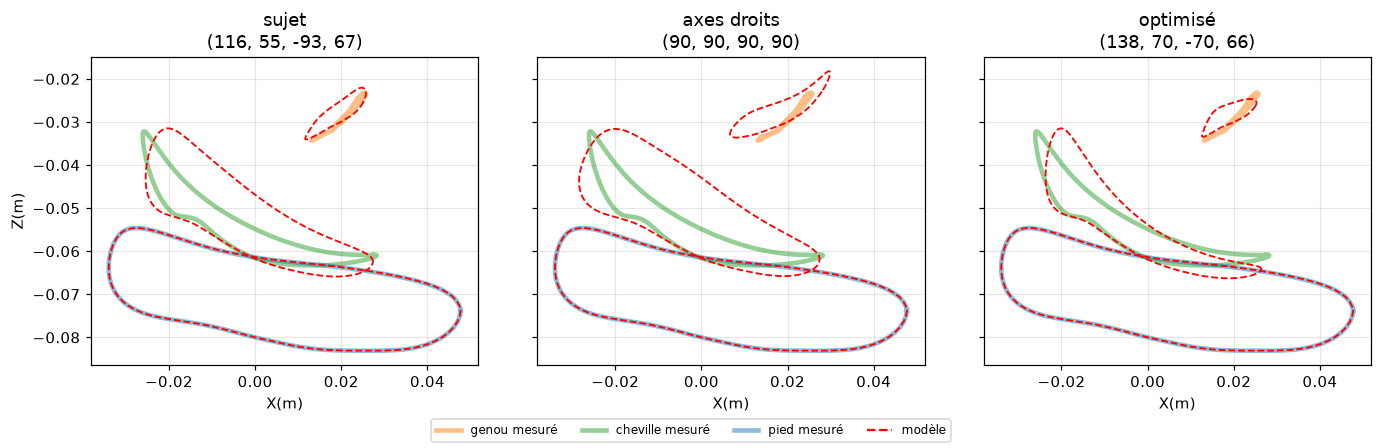 sujet
(116, 55, -93, 67)
axes droits
(90, 90, 90, 90)
optimisé
(138, 70, -70, 66)
−0.02
−0.03
−0.04
−0.05
−0.06
−0.07
−0.08
Z(m)
−0.02 0.00 0.02 0.04
−0.02 0.00 0.02 0.04
−0.02 0.00 0.02 0.04
X(m)
X(m)
X(m)
genou mesuré
cheville mesuré
pied mesuré
modèle